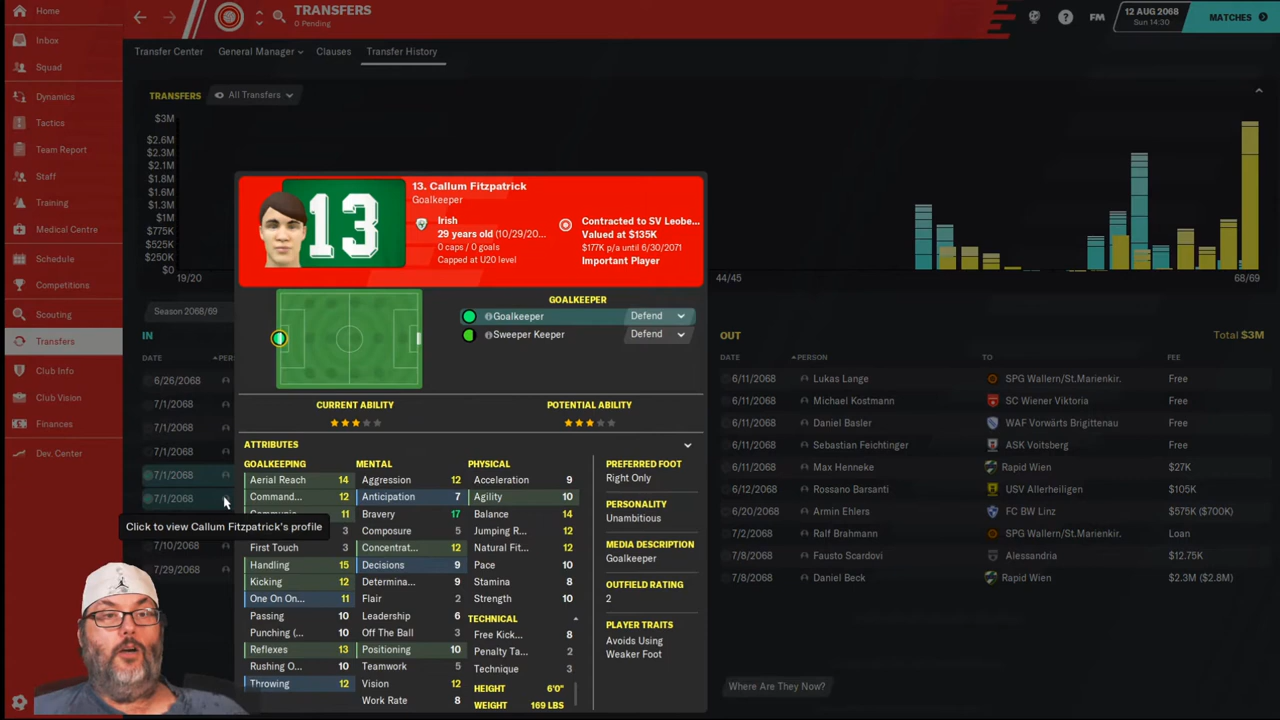 Home
TRANSFERS
0 Pending
FM
12 AUG 2068
Sun 14:30
MATCHES
Inbox
Squad
Dynamics
Tactics
Team Report
Staff
Training
Medical Centre
Schedule
Competitions
Scouting
Transfers
Club Info
Club Vision
Finances
Dev. Center
Transfer Center
General Manager
Clauses
Transfer History
TRANSFERS
All Transfers
$3M
$2.6M
$2.3M
$2.1M
$1.8M
$1.6M
$1.3M
$1M
$775K
$525K
$250K
$0
19/20
44/45
68/69
Season 2068/69
IN
DATE
PER
6/26/2068
7/1/2068
7/1/2068
7/1/2068
7/1/2068
7/1/2068
7/10/2068
7/29/2068
Click to view Callum Fitzpatrick's profile
13
13. Callum Fitzpatrick
Goalkeeper
Irish
29 years old (10/29/20...
0 caps / 0 goals
Capped at U20 level
Contracted to SV Leobe...
Valued at $135K
$177K p/a until 6/30/2071
Important Player
GOALKEEPER
Goalkeeper Defend
Sweeper Keeper Defend
CURRENT ABILITY
POTENTIAL ABILITY
ATTRIBUTES
GOALKEEPING
Aerial Reach 14
Command... 12
11
3
First Touch 3
Handling 15
Kicking 12
One On On... 11
Passing 10
Punching (... 10
Reflexes 13
Rushing O... 10
Throwing 12
MENTAL
Aggression 12
Anticipation 7
Bravery 17
Composure 5
Concentrat... 12
Decisions 9
Determina... 9
Flair 2
Leadership 6
Off The Ball 3
Positioning 10
Teamwork 5
Vision 12
Work Rate 8
PHYSICAL
Acceleration 9
Agility 10
Balance 14
Jumping R... 12
Natural Fit... 12
Pace 10
Stamina 8
Strength 10
TECHNICAL
Free Kick... 8
Penalty Ta... 2
Technique 3
HEIGHT 6'0"
WEIGHT 169 LBS
PREFERRED FOOT
Right Only
PERSONALITY
Unambitious
MEDIA DESCRIPTION
Goalkeeper
OUTFIELD RATING
2
PLAYER TRAITS
Avoids Using
Weaker Foot
OUT
Total $3M
DATE PERSON TO FEE
6/11/2068 Lukas Lange SPG Wallern/St.Marienkir. Free
6/11/2068 Michael Kostmann SC Wiener Viktoria Free
6/11/2068 Daniel Basler WAF Vorwärts Brigittenau Free
6/11/2068 Sebastian Feichtinger ASK Voitsberg Free
6/11/2068 Max Henneke Rapid Wien $27K
6/12/2068 Rossano Barsanti USV Allerheiligen $105K
6/20/2068 Armin Ehlers FC BW Linz $575K ($700K)
7/2/2068 Ralf Brahmann SPG Wallern/St.Marienkir. Loan
7/8/2068 Fausto Scardovi Alessandria $12.75K
7/8/2068 Daniel Beck Rapid Wien $2.3M ($2.8M)
Where Are They Now?